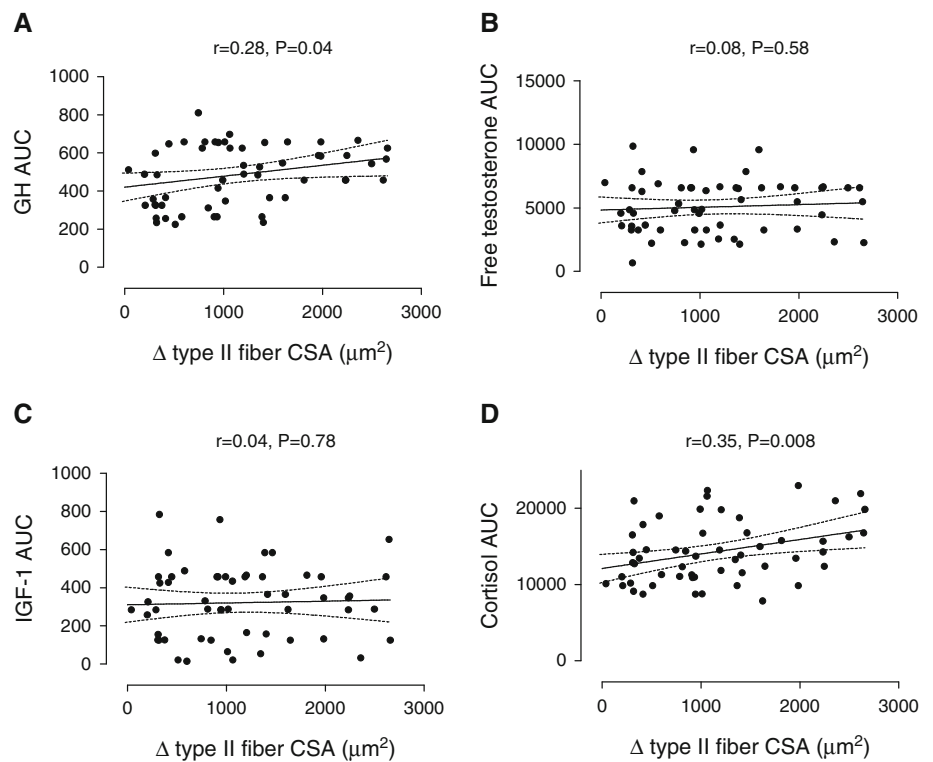 A
r=0.28, P=0.04
GH AUC
1000
800
600
400
200
0
0 1000 2000 3000
Δ type II fiber CSA (μm²)
B
r=0.08, P=0.58
Free testosterone AUC
15000
10000
5000
0
0 1000 2000 3000
Δ type II fiber CSA (μm²)
C
r=0.04, P=0.78
IGF-1 AUC
1000
800
600
400
200
0
0 1000 2000 3000
Δ type II fiber CSA (μm²)
D
r=0.35, P=0.008
Cortisol AUC
20000
10000
0
0 1000 2000 3000
Δ type II fiber CSA (μm²)